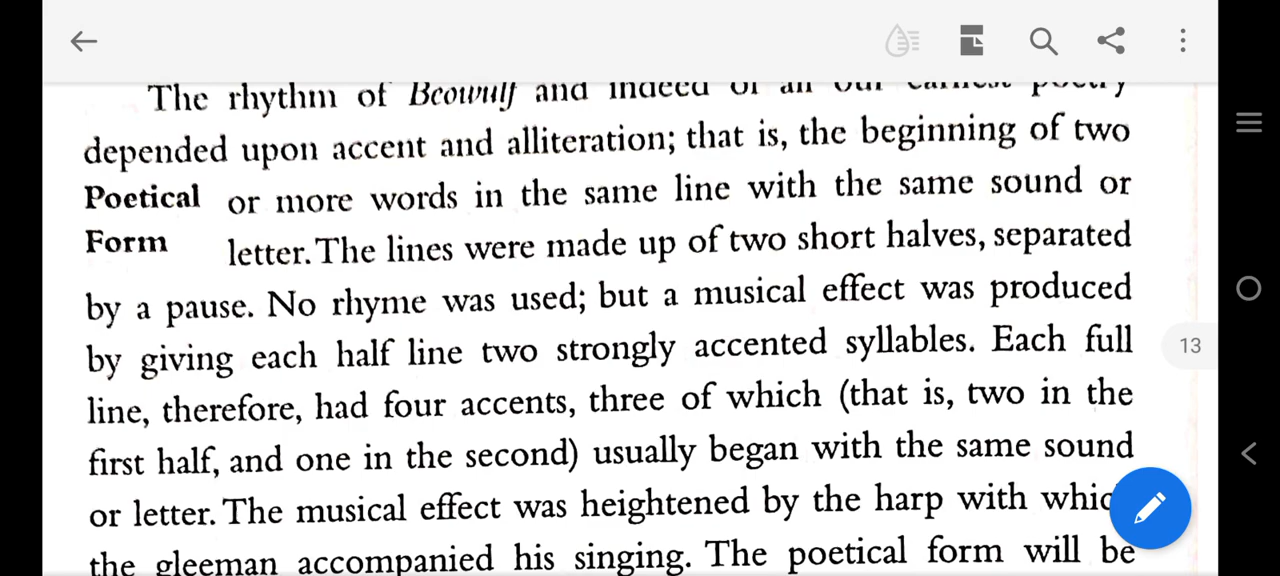 The rhythm of Beowulf and indeed of all our earliest poetry
depended upon accent and alliteration; that is, the beginning of two
Poetical or more words in the same line with the same sound or
Form letter. The lines were made up of two short halves, separated
by a pause. No rhyme was used; but a musical effect was produced
by giving each half line two strongly accented syllables. Each full
13
line, therefore, had four accents, three of which (that is, two in the
first half, and one in the second) usually began with the same sound
or letter. The musical effect was heightened by the harp with which
the gleeman accompanied his singing. The poetical form will be